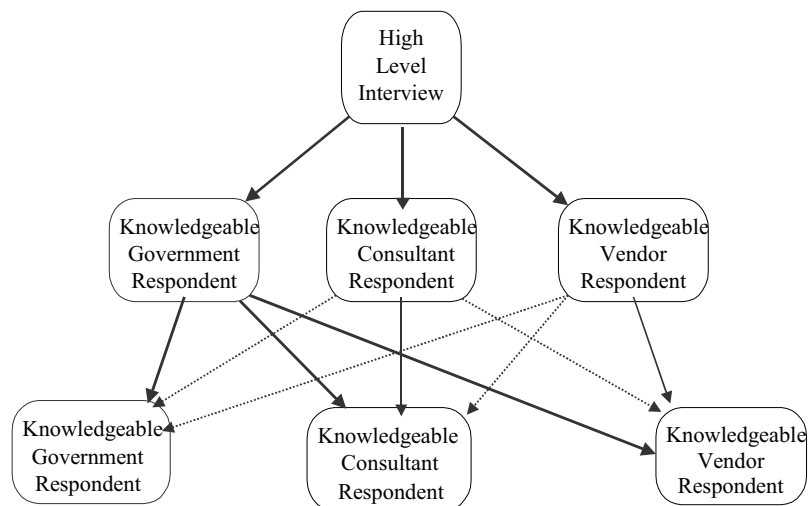 High
Level
Interview
Knowledgeable
Government
Respondent
Knowledgeable
Consultant
Respondent
Knowledgeable
Vendor
Respondent
Knowledgeable
Government
Respondent
Knowledgeable
Consultant
Respondent
Knowledgeable
Vendor
Respondent